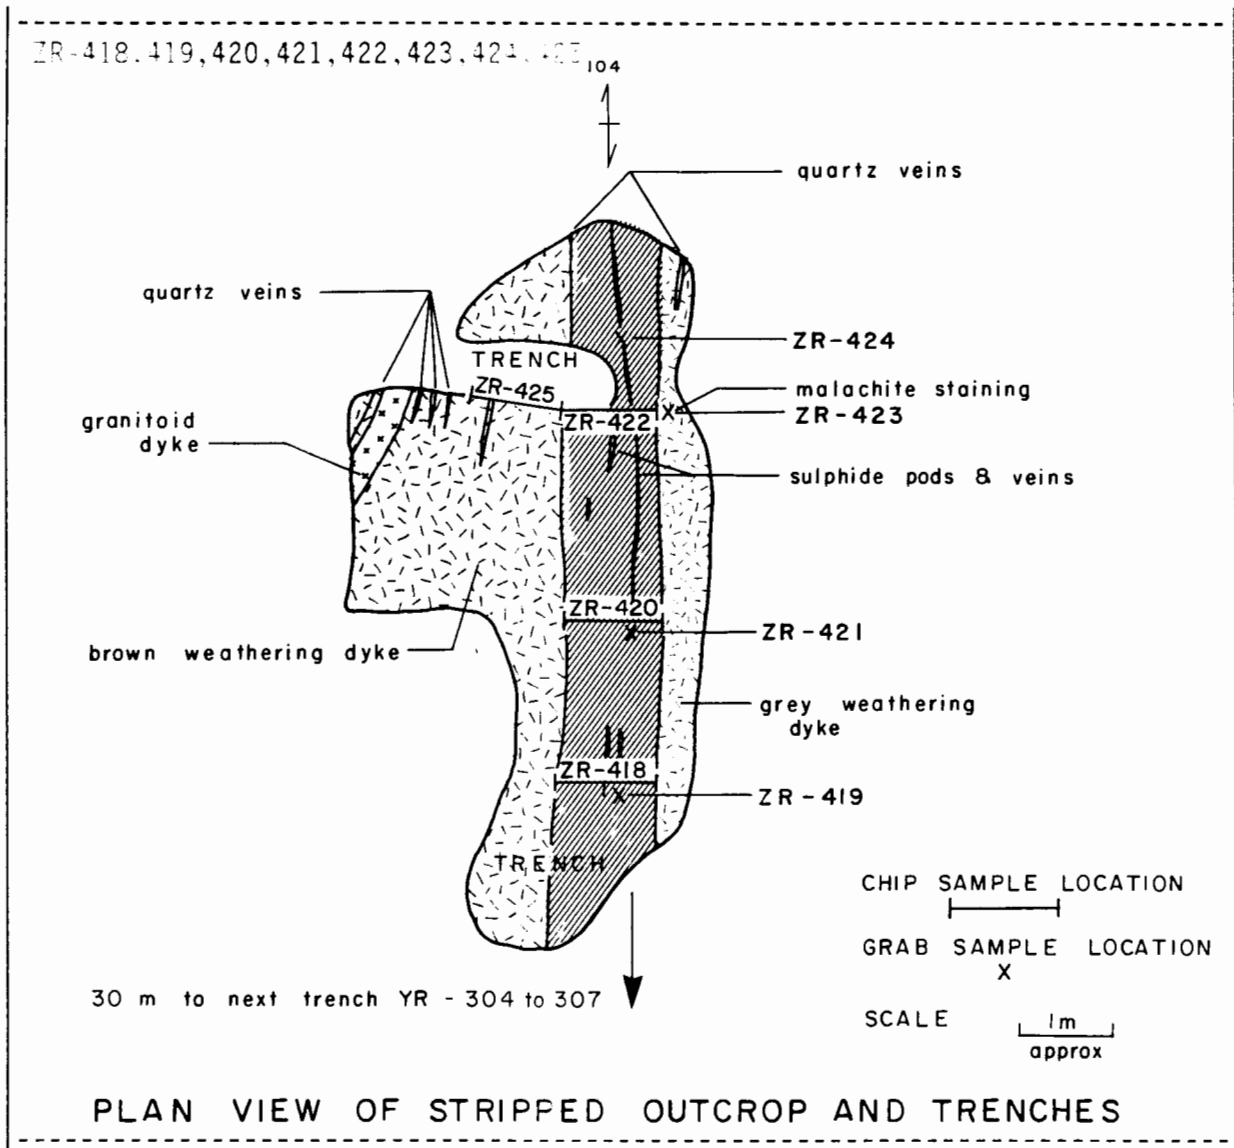 ZR-418.419,420,421,422,423,424,425
104
quartz veins
quartz veins
TRENCH
ZR-424
ZR-425
malachite staining
ZR-423
granitoid
dyke
ZR-422
sulphide pods & veins
ZR-420
ZR-421
brown weathering dyke
grey weathering
dyke
ZR-418
ZR-419
TRENCH
CHIP SAMPLE LOCATION
GRAB SAMPLE LOCATION
X
30 m to next trench YR - 304 to 307
SCALE 1m
approx
PLAN VIEW OF STRIPPED OUTCROP AND TRENCHES